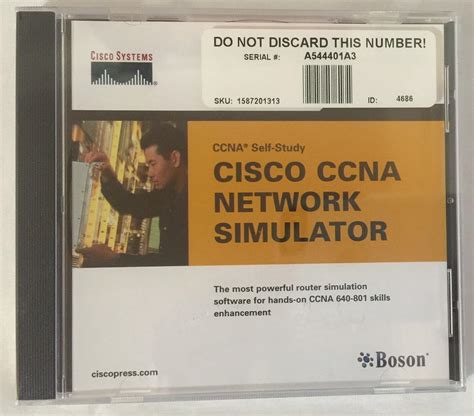 CISCO SYSTEMS
DO NOT DISCARD THIS NUMBER!
SERIAL #: A544401A3
SKU: 1587201313 ID: 4686
CCNA® Self-Study
CISCO CCNA
NETWORK
SIMULATOR
The most powerful router simulation
software for hands-on CCNA 640-801 skills
enhancement
ciscopress.com
Boson®